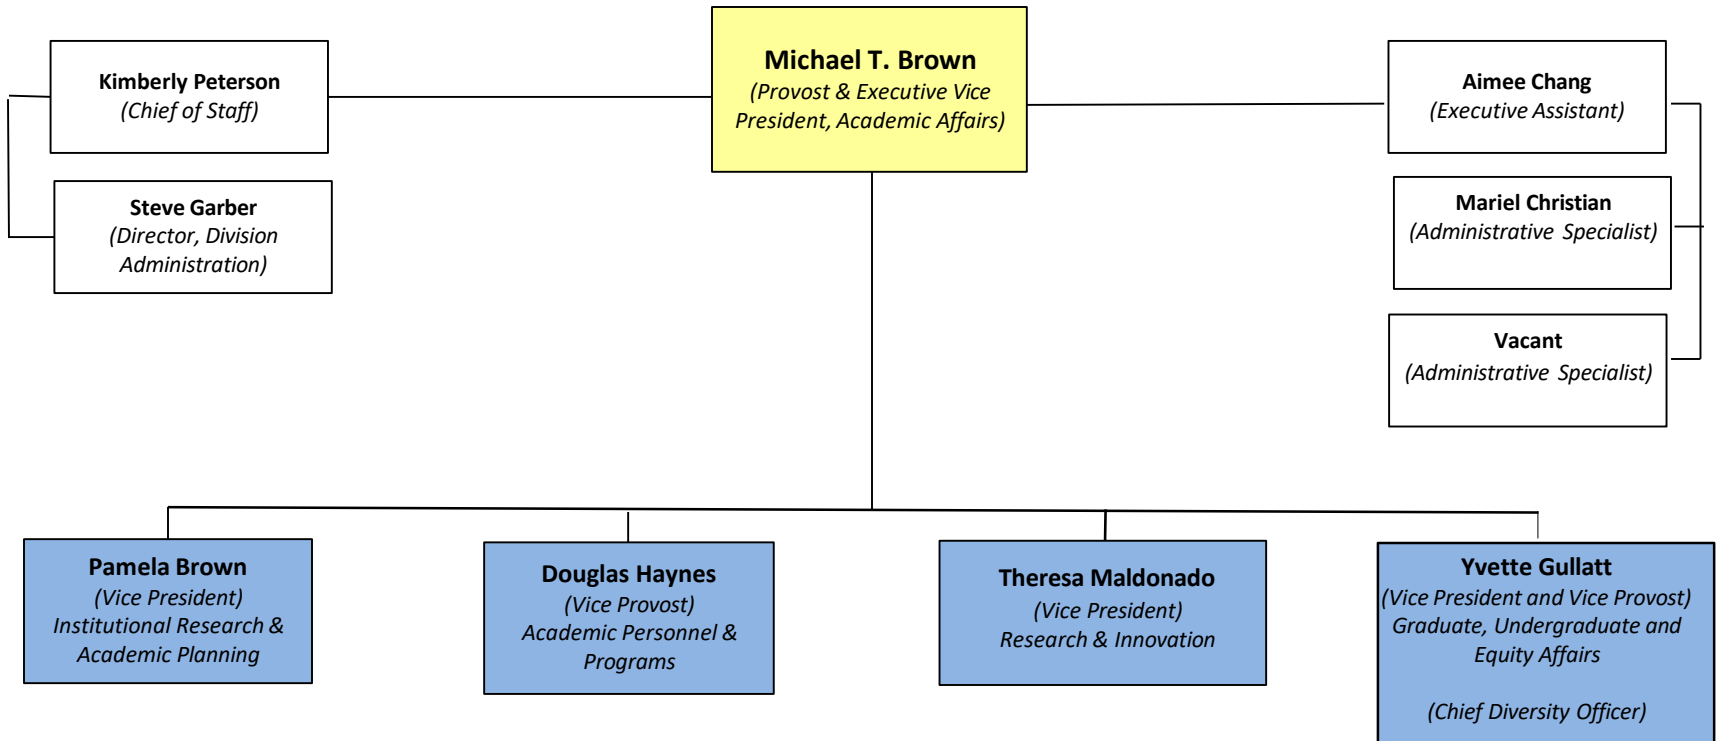 Michael T. Brown
(Provost & Executive Vice
President, Academic Affairs)
Kimberly Peterson
(Chief of Staff)
Steve Garber
(Director, Division
Administration)
Aimee Chang
(Executive Assistant)
Mariel Christian
(Administrative Specialist)
Vacant
(Administrative Specialist)
Pamela Brown
(Vice President)
Institutional Research &
Academic Planning
Douglas Haynes
(Vice Provost)
Academic Personnel &
Programs
Theresa Maldonado
(Vice President)
Research & Innovation
Yvette Gullatt
(Vice President and Vice Provost)
Graduate, Undergraduate and
Equity Affairs
(Chief Diversity Officer)